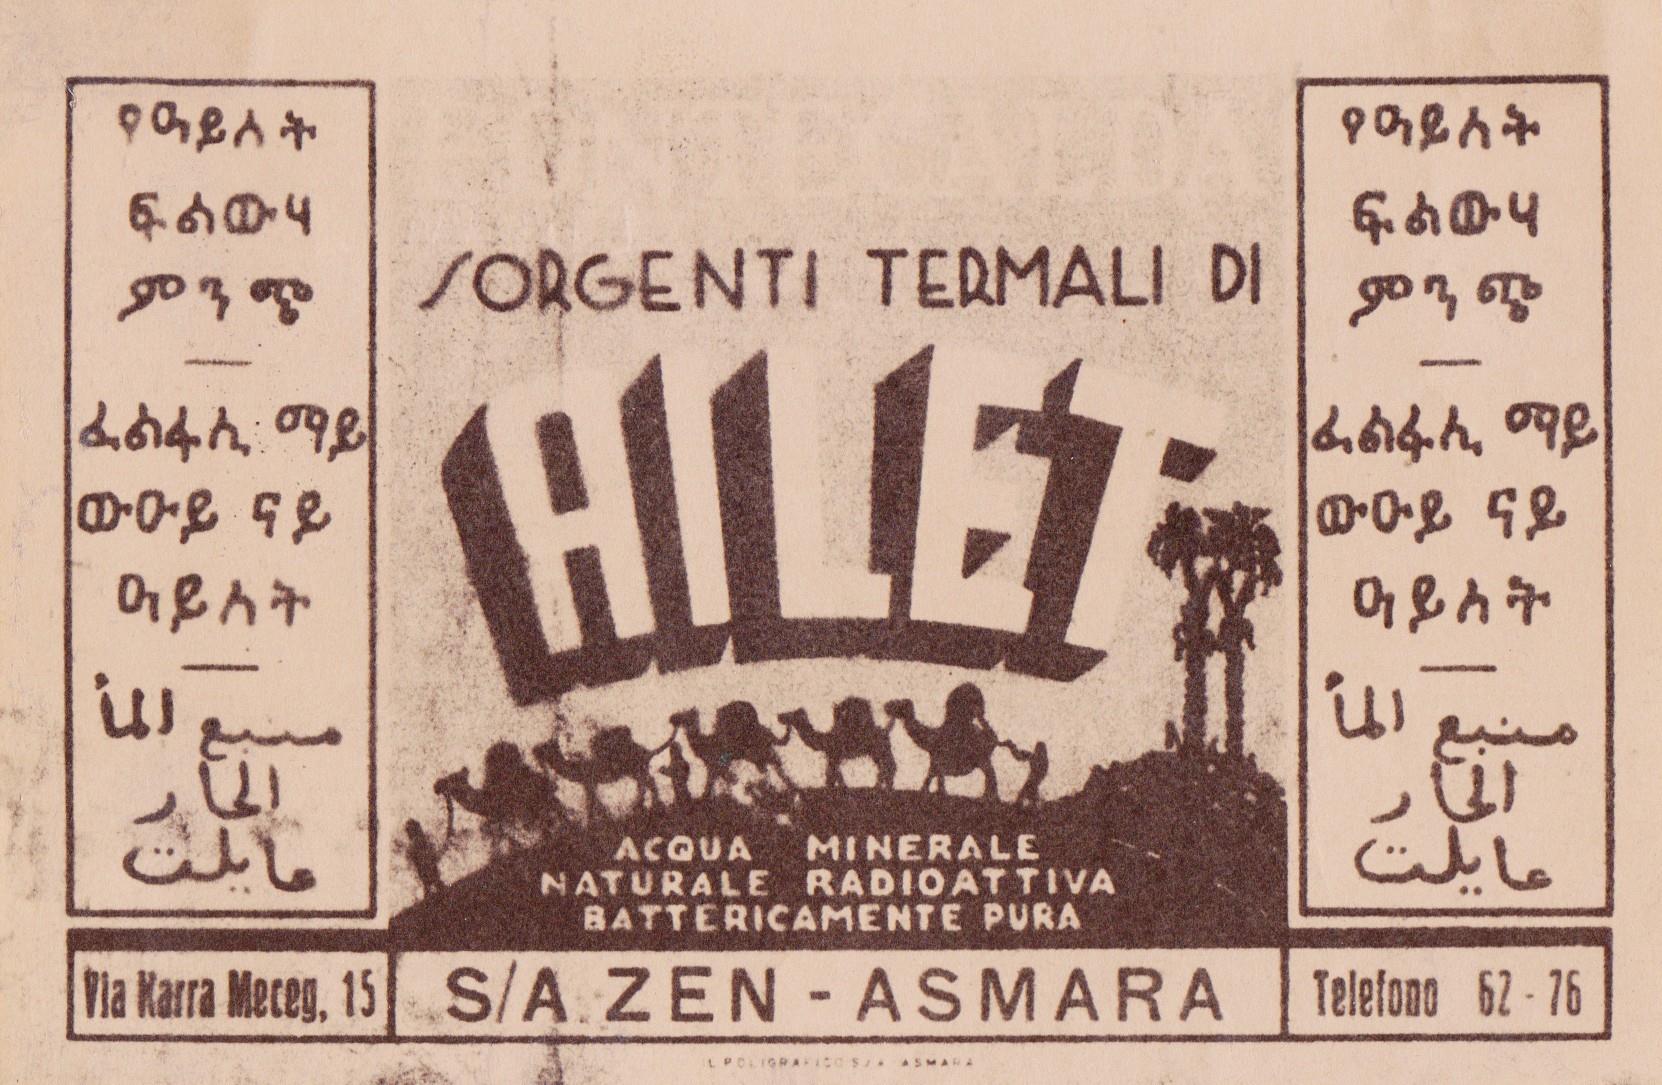 የዓይለት
ፍልውሃ
ምንጭ
ፈልፋሊ ማይ
ውዑይ ናይ
ዓይለት
منبع المأ
الحار
عايلت
SORGENTI TERMALI DI
AILET
ACQUA MINERALE
NATURALE RADIOATTIVA
BATTERICAMENTE PURA
የዓይለት
ፍልውሃ
ምንጭ
ፈልፋሊ ማይ
ውዑይ ናይ
ዓይለት
منبع المأ
الحار
عايلت
Via Karra Meceg, 15
S/A ZEN - ASMARA
Telefono 62-76
IL POLIGRAFICO S/A ASMARA